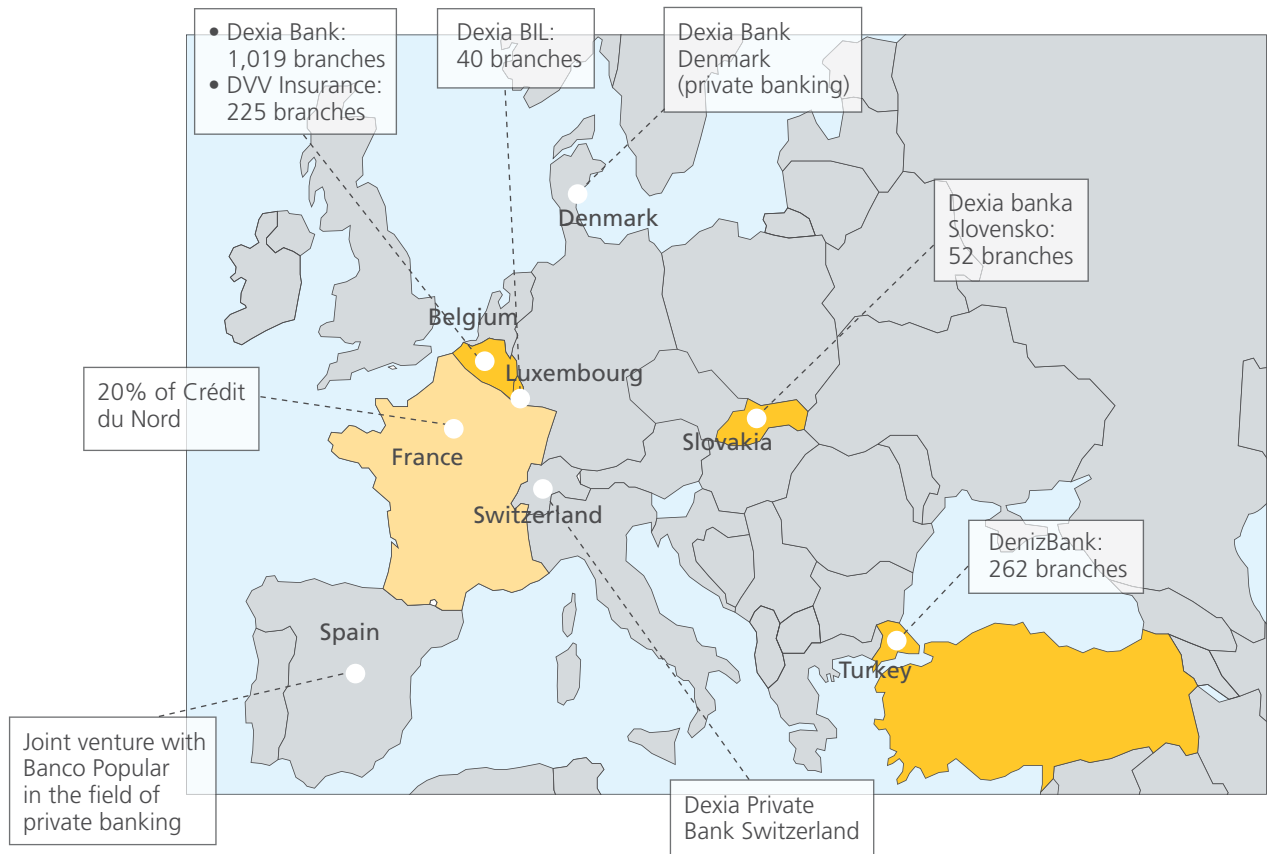 • Dexia Bank:
1,019 branches
• DVV Insurance:
225 branches
Dexia BIL:
40 branches
Dexia Bank
Denmark
(private banking)
Denmark
Dexia banka
Slovensko:
52 branches
Belgium
Luxembourg
20% of Crédit
du Nord
France
Slovakia
Switzerland
DenizBank:
262 branches
Spain
Turkey
Joint venture with
Banco Popular
in the field of
private banking
Dexia Private
Bank Switzerland